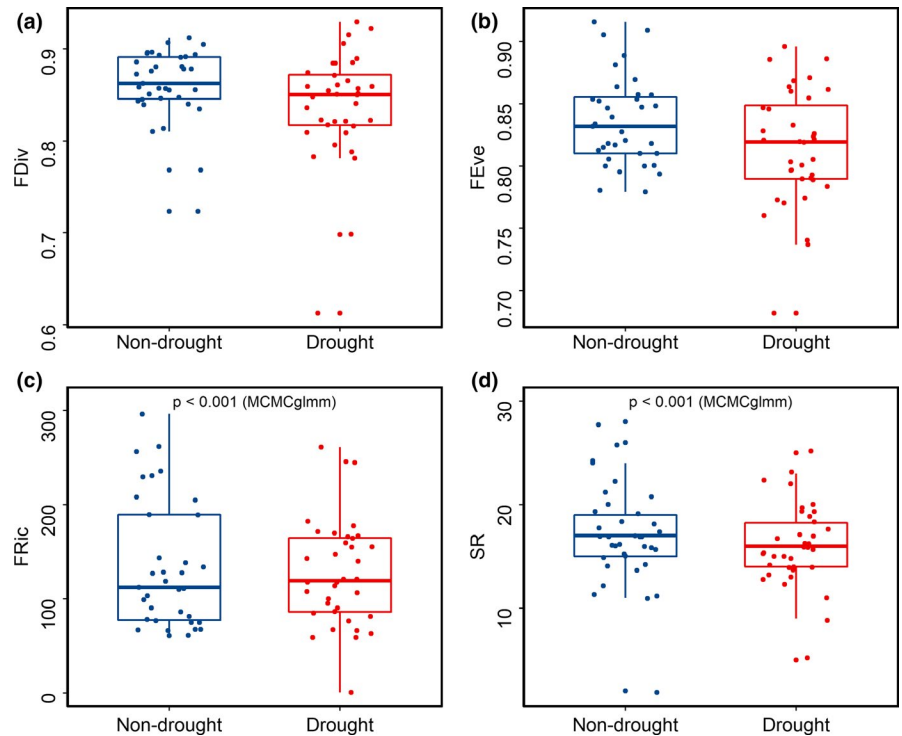 (a)
FDiv
0.9
0.8
0.7
0.6
Non-drought
Drought
(b)
FEve
0.90
0.85
0.80
0.75
0.70
Non-drought
Drought
(c)
p < 0.001 (MCMCglmm)
FRic
300
200
100
0
Non-drought
Drought
(d)
p < 0.001 (MCMCglmm)
SR
30
20
10
Non-drought
Drought